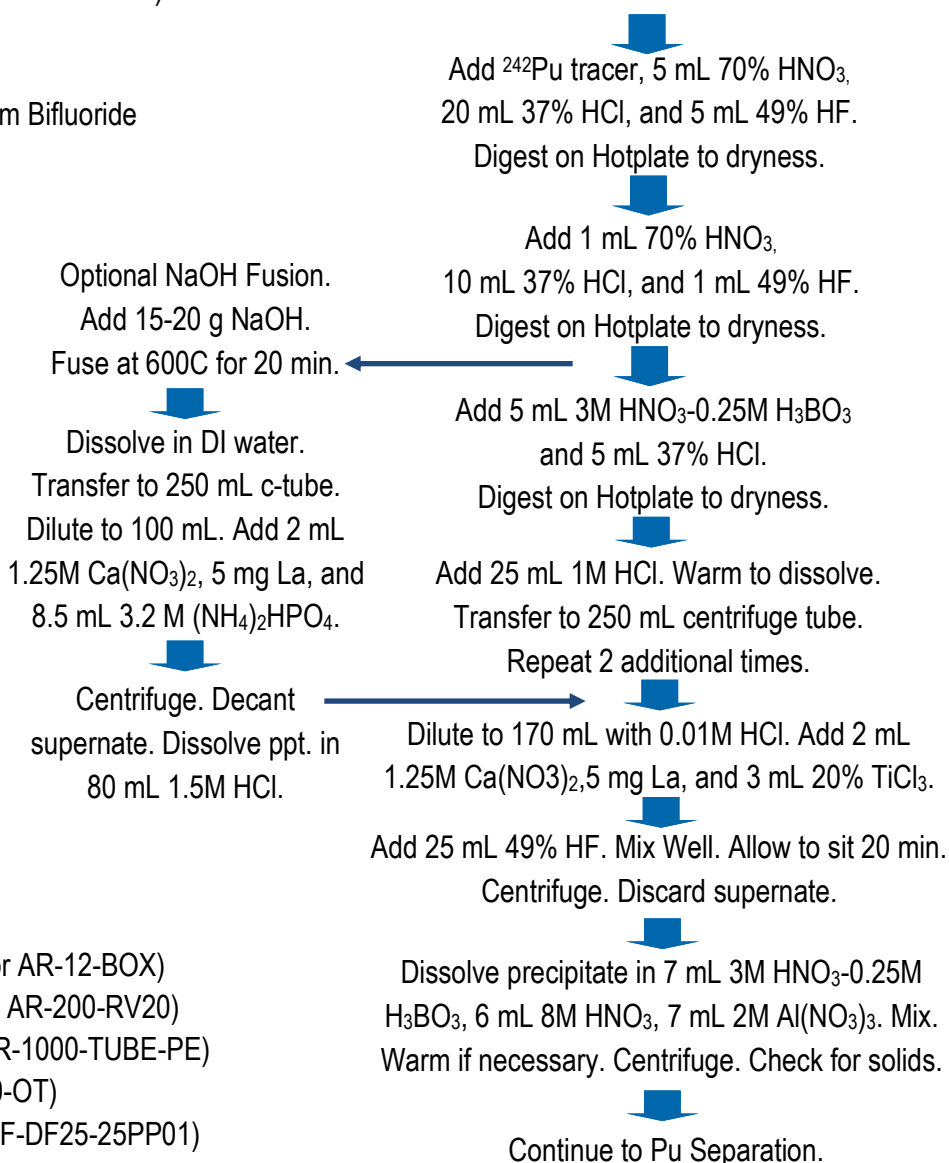 )
Add ²⁴²Pu tracer, 5 mL 70% HNO₃,
20 mL 37% HCl, and 5 mL 49% HF.
Digest on Hotplate to dryness.
m Bifluoride
Add 1 mL 70% HNO₃,
10 mL 37% HCl, and 1 mL 49% HF.
Digest on Hotplate to dryness.
Optional NaOH Fusion.
Add 15-20 g NaOH.
Fuse at 600C for 20 min.
Dissolve in DI water.
Transfer to 250 mL c-tube.
Dilute to 100 mL. Add 2 mL
1.25M Ca(NO₃)₂, 5 mg La, and
8.5 mL 3.2 M (NH₄)₂HPO₄.
Centrifuge. Decant
supernate. Dissolve ppt. in
80 mL 1.5M HCl.
Add 5 mL 3M HNO₃-0.25M H₃BO₃
and 5 mL 37% HCl.
Digest on Hotplate to dryness.
Add 25 mL 1M HCl. Warm to dissolve.
Transfer to 250 mL centrifuge tube.
Repeat 2 additional times.
Dilute to 170 mL with 0.01M HCl. Add 2 mL
1.25M Ca(NO3)₂,5 mg La, and 3 mL 20% TiCl₃.
Add 25 mL 49% HF. Mix Well. Allow to sit 20 min.
Centrifuge. Discard supernate.
Dissolve precipitate in 7 mL 3M HNO₃-0.25M
H₃BO₃, 6 mL 8M HNO₃, 7 mL 2M Al(NO₃)₃. Mix.
Warm if necessary. Centrifuge. Check for solids.
Continue to Pu Separation.
r AR-12-BOX)
AR-200-RV20)
R-1000-TUBE-PE)
0-OT)
F-DF25-25PP01)